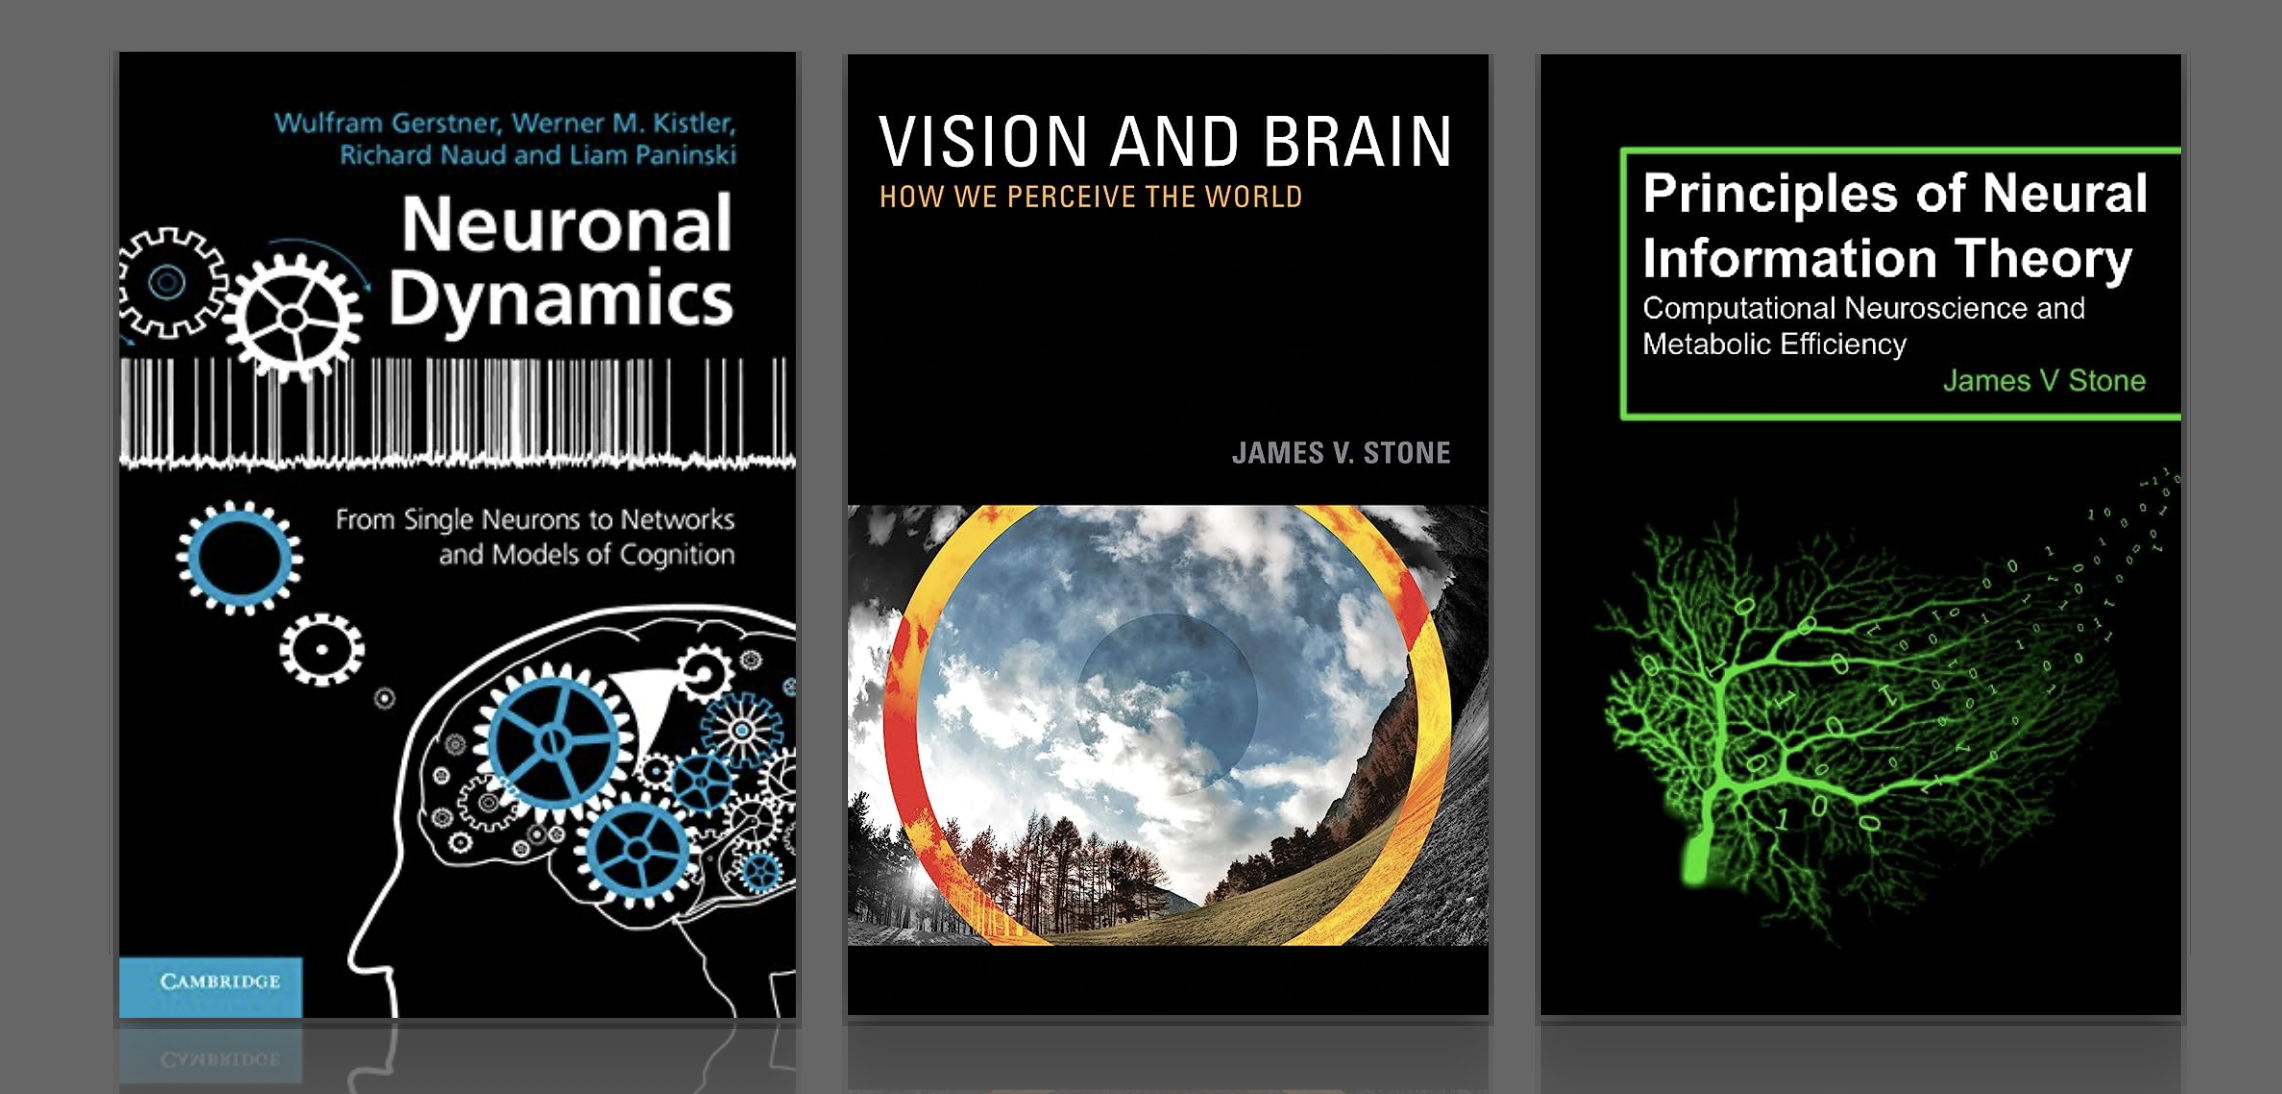 Wulfram Gerstner, Werner M. Kistler,
Richard Naud and Liam Paninski
Neuronal
Dynamics
From Single Neurons to Networks
and Models of Cognition
CAMBRIDGE
VISION AND BRAIN
HOW WE PERCEIVE THE WORLD
JAMES V. STONE
Principles of Neural
Information Theory
Computational Neuroscience and
Metabolic Efficiency
James V Stone